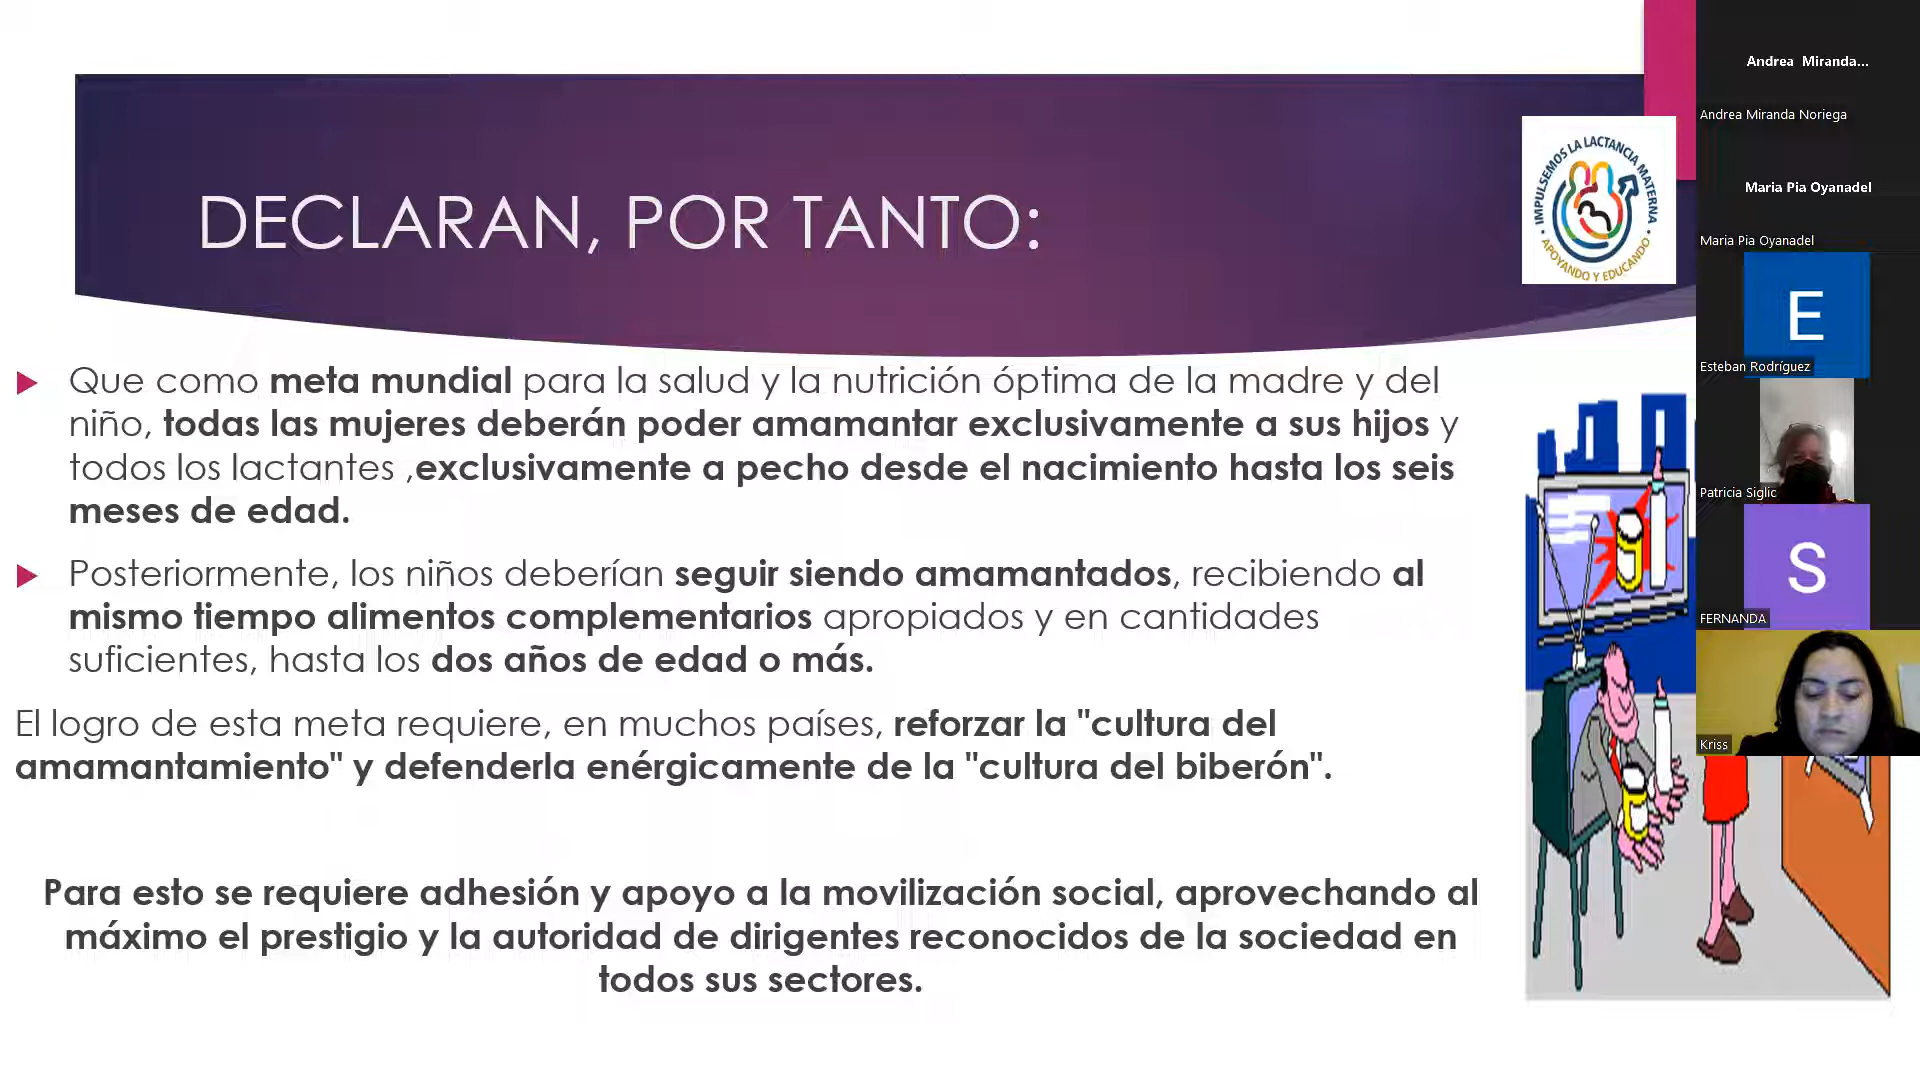 DECLARAN, POR TANTO:
IMPULSEMOS LA LACTANCIA MATERNA
• APOYANDO Y EDUCANDO •
Que como meta mundial para la salud y la nutrición óptima de la madre y del
niño, todas las mujeres deberán poder amamantar exclusivamente a sus hijos y
todos los lactantes ,exclusivamente a pecho desde el nacimiento hasta los seis
meses de edad.
Posteriormente, los niños deberían seguir siendo amamantados, recibiendo al
mismo tiempo alimentos complementarios apropiados y en cantidades
suficientes, hasta los dos años de edad o más.
El logro de esta meta requiere, en muchos países, reforzar la "cultura del
amamantamiento" y defenderla enérgicamente de la "cultura del biberón".
Para esto se requiere adhesión y apoyo a la movilización social, aprovechando al
máximo el prestigio y la autoridad de dirigentes reconocidos de la sociedad en
todos sus sectores.
Andrea Miranda...
Andrea Miranda Noriega
Maria Pia Oyanadel
Maria Pia Oyanadel
E
Esteban Rodríguez
Patricia Siglic
S
FERNANDA
Kriss